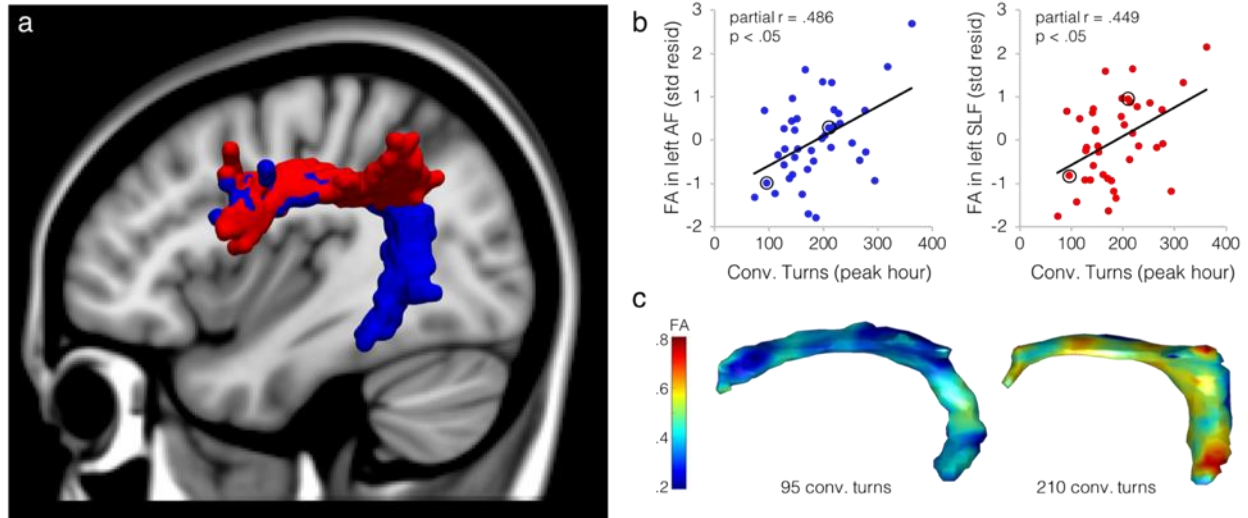 a
b
partial r = .486
p < .05
FA in left AF (std resid)
3
2
1
0
-1
-2
0
100
200
300
400
Conv. Turns (peak hour)
partial r = .449
p < .05
FA in left SLF (std resid)
3
2
1
0
-1
-2
0
100
200
300
400
Conv. Turns (peak hour)
c
FA
.8
.6
.4
.2
95 conv. turns
210 conv. turns